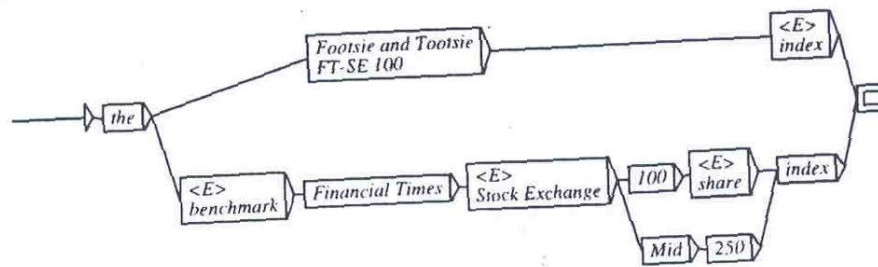 <E>
index
Footsie and Tootsie
FT-SE 100
the
<E>
benchmark
Financial Times
<E>
Stock Exchange
100
<E>
share
index
Mid
250